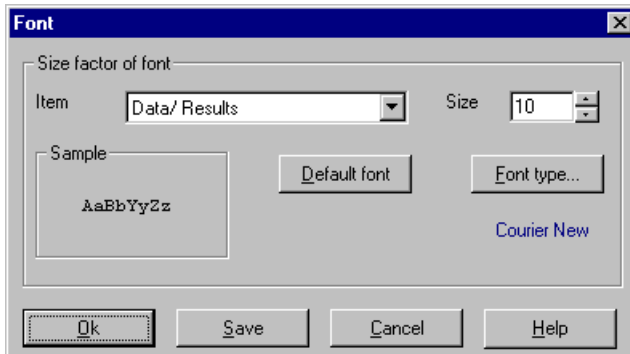 Font
Size factor of font
Item Data/ Results Size 10
Sample
Default font Font type...
AaBbYyZz
Courier New
Ok Save Cancel Help